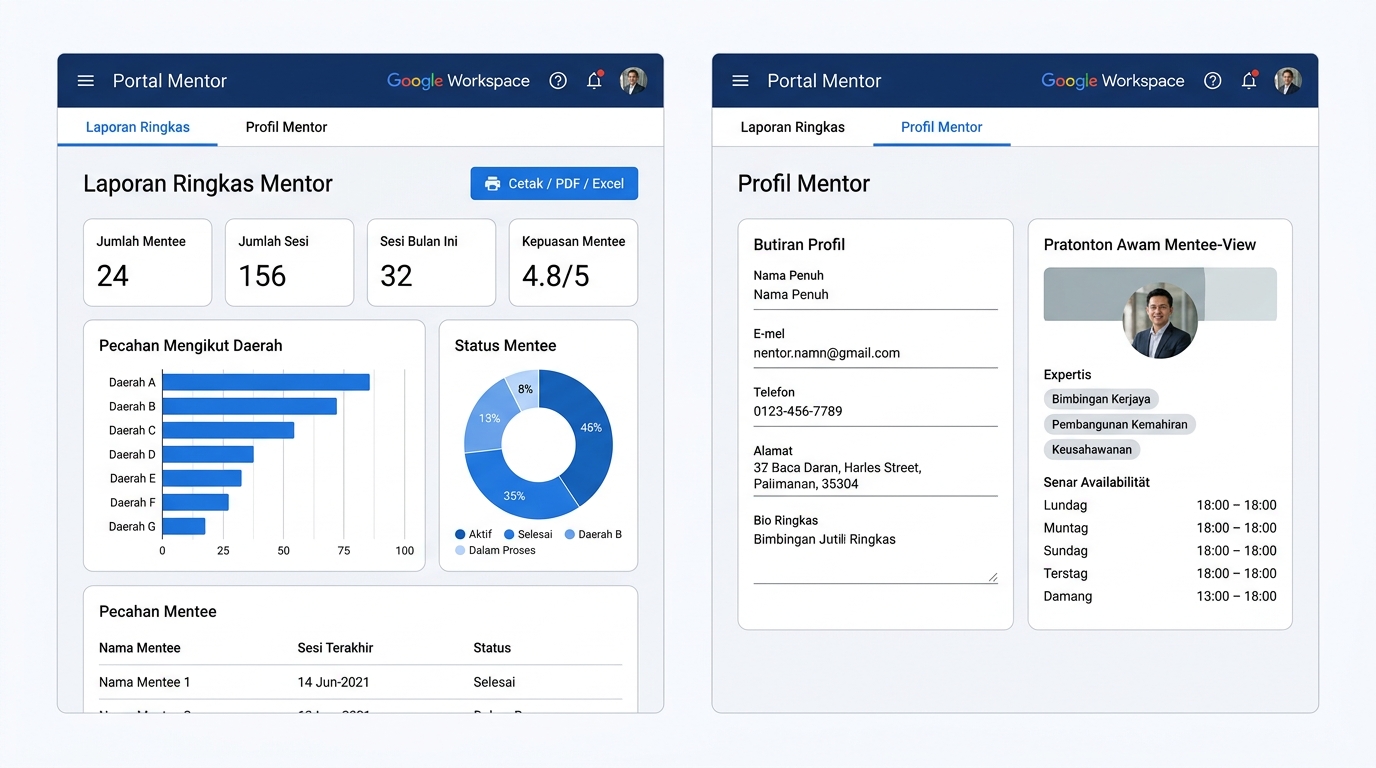 Portal Mentor
Google Workspace
Laporan Ringkas
Profil Mentor
Laporan Ringkas Mentor
Cetak / PDF / Excel
Jumlah Mentee
24
Jumlah Sesi
156
Sesi Bulan Ini
32
Kepuasan Mentee
4.8/5
Pecahan Mengikut Daerah
Daerah A
Daerah B
Daerah C
Daerah D
Daerah E
Daerah F
Daerah G
0 25 50 75 100
Status Mentee
8%
13%
46%
35%
Aktif Selesai Daerah B
Dalam Proses
Pecahan Mentee
Nama Mentee Sesi Terakhir Status
Nama Mentee 1 14 Jun-2021 Selesai
Portal Mentor
Google Workspace
Laporan Ringkas
Profil Mentor
Profil Mentor
Butiran Profil
Nama Penuh
Nama Penuh
E-mel
nentor.namn@gmail.com
Telefon
0123-456-7789
Alamat
37 Baca Daran, Harles Street,
Palimanan, 35304
Bio Ringkas
Bimbingan Jutili Ringkas
Pratonton Awam Mentee-View
Expertis
Bimbingan Kerjaya
Pembangunan Kemahiran
Keusahawanan
Senar Availabilität
Lundag 18:00 – 18:00
Muntag 18:00 – 18:00
Sundag 18:00 – 18:00
Terstag 18:00 – 18:00
Damang 13:00 – 18:00